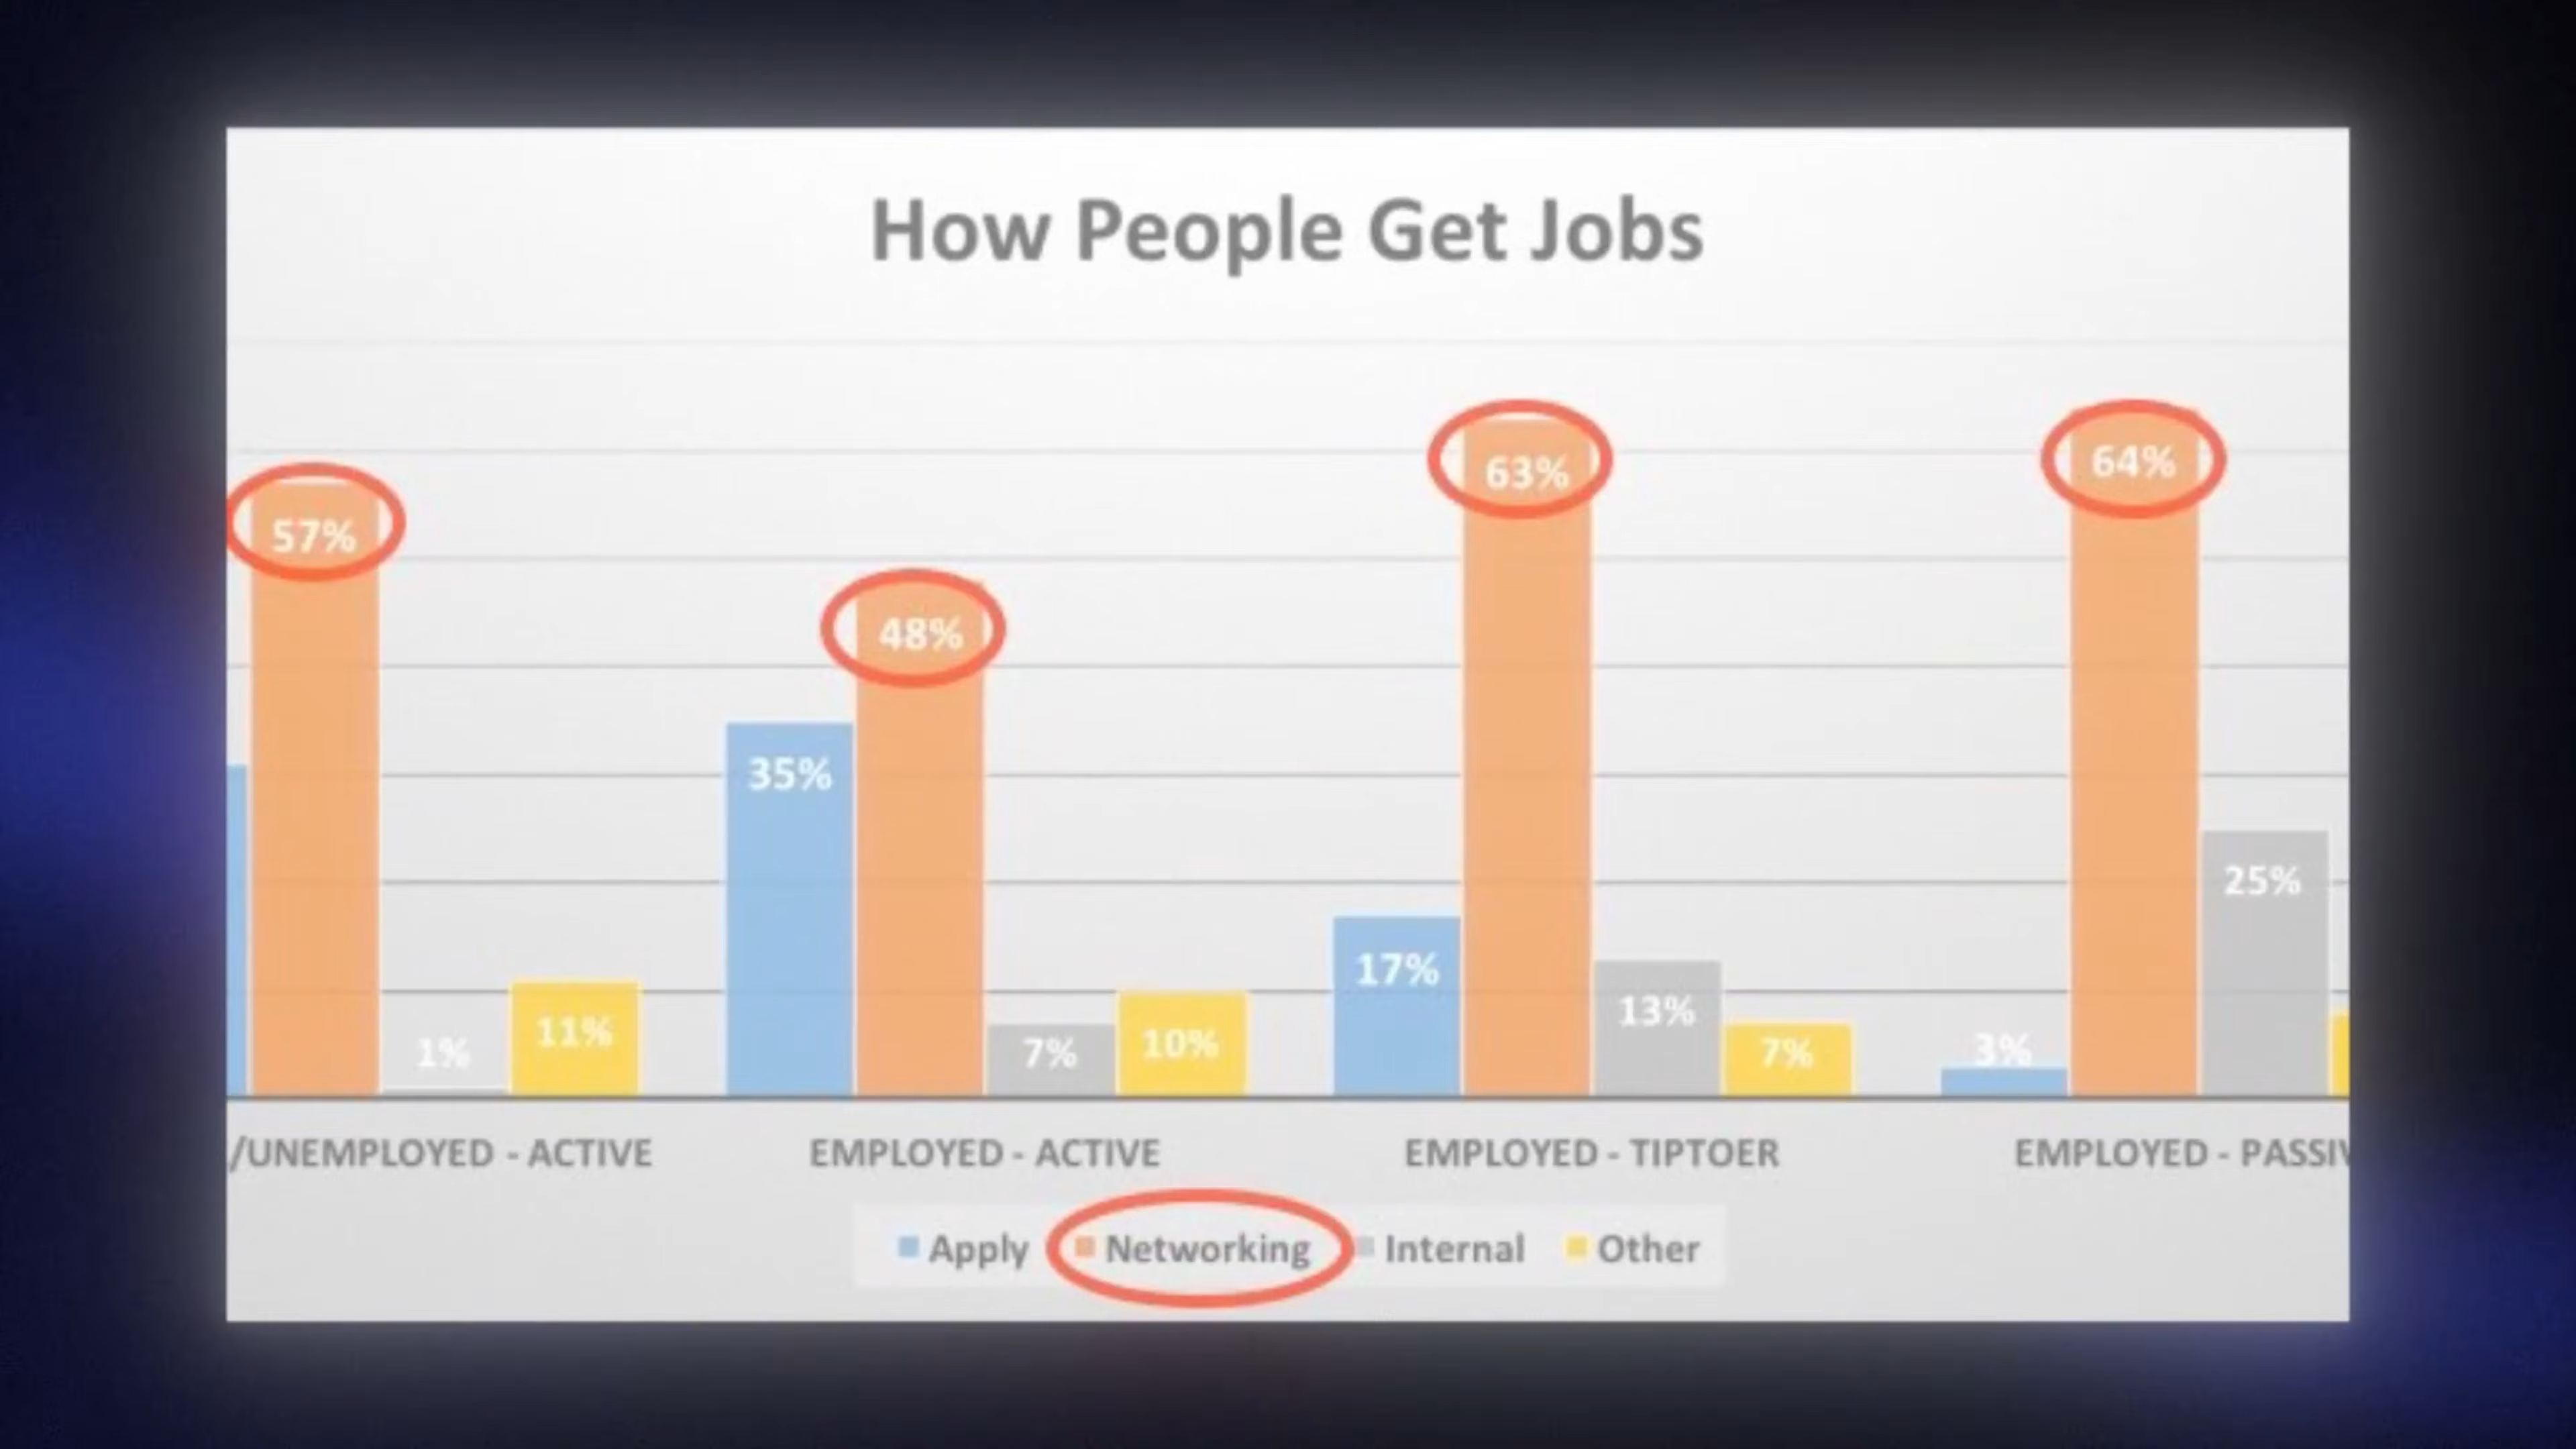 How People Get Jobs
57%
1%
11%
35%
48%
7%
10%
17%
63%
13%
7%
3%
64%
25%
/UNEMPLOYED - ACTIVE
EMPLOYED - ACTIVE
EMPLOYED - TIPTOER
EMPLOYED - PASSIV
Apply Networking Internal Other